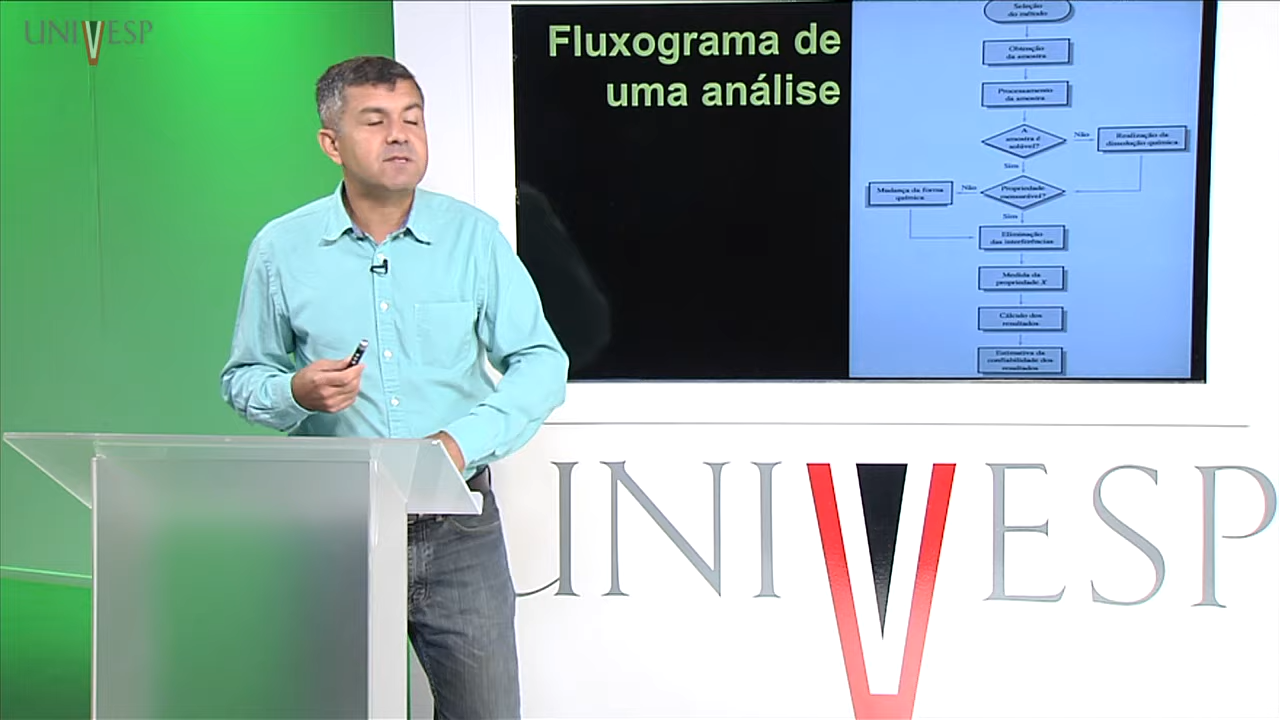 UNIVESP
Fluxograma de
uma análise
Seleção
do método
Obtenção
da amostra
Processamento
da amostra
A
amostra é
solúvel?
Não
Realização da
dissolução química
Sim
Mudança da forma
química
Não
Propriedade
mensurável?
Sim
Eliminação
das interferências
Medida da
propriedade X
Cálculo dos
resultados
Estimativa da
confiabilidade dos
resultados
UNIVESP